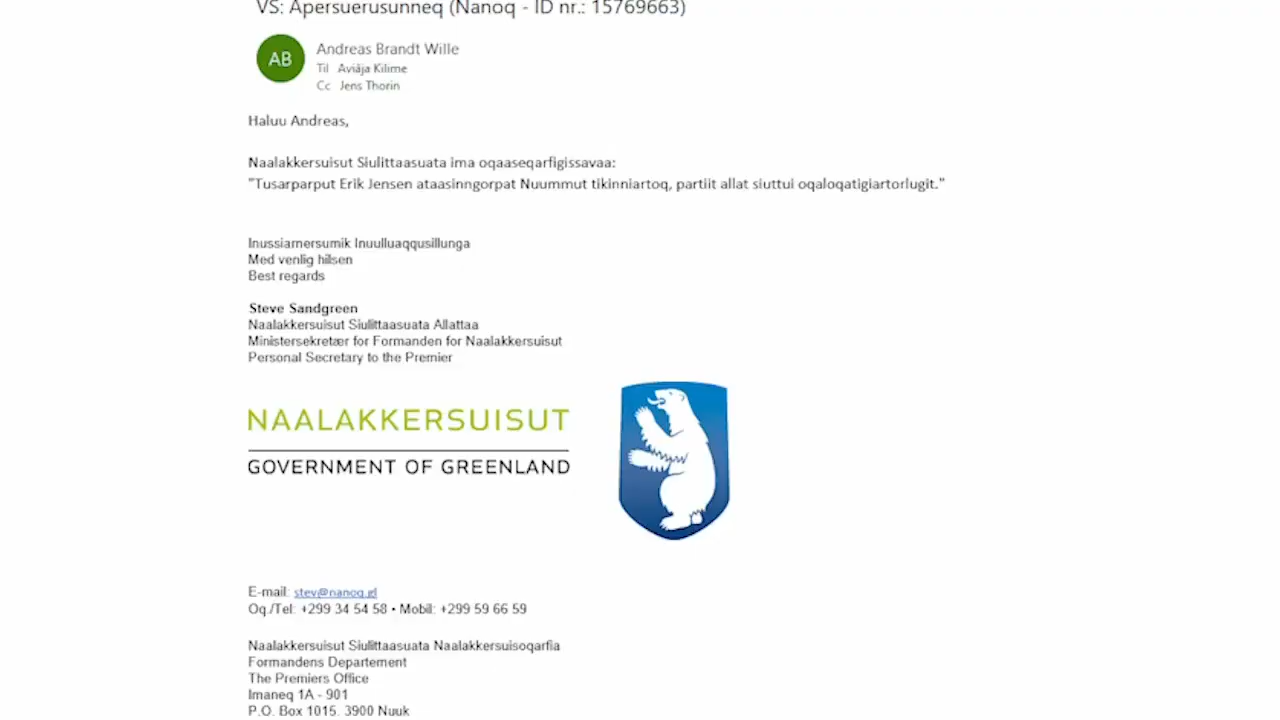 VS: Apersuerusunneq (Nanoq - ID nr.: 15769663)
AB
Andreas Brandt Wille
Til Aviâja Kilime
Cc Jens Thorin
Haluu Andreas,
Naalakkersuisut Siulittaasuata ima oqaaseqarfigissavaa:
"Tusarparput Erik Jensen ataasinngorpat Nuummut tikinniartoq, partiit allat siuttui oqaloqatigiartorlugit."
Inussiarnersumik Inuulluaqqusillunga
Med venlig hilsen
Best regards
Steve Sandgreen
Naalakkersuisut Siulittaasuata Allattaa
Ministersekretær for Formanden for Naalakkersuisut
Personal Secretary to the Premier
NAALAKKERSUISUT
GOVERNMENT OF GREENLAND
E-mail: stev@nanoq.gl
Oq./Tel: +299 34 54 58 • Mobil: +299 59 66 59
Naalakkersuisut Siulittaasuata Naalakkersuisoqarfia
Formandens Departement
The Premiers Office
Imaneq 1A - 901
P.O. Box 1015, 3900 Nuuk